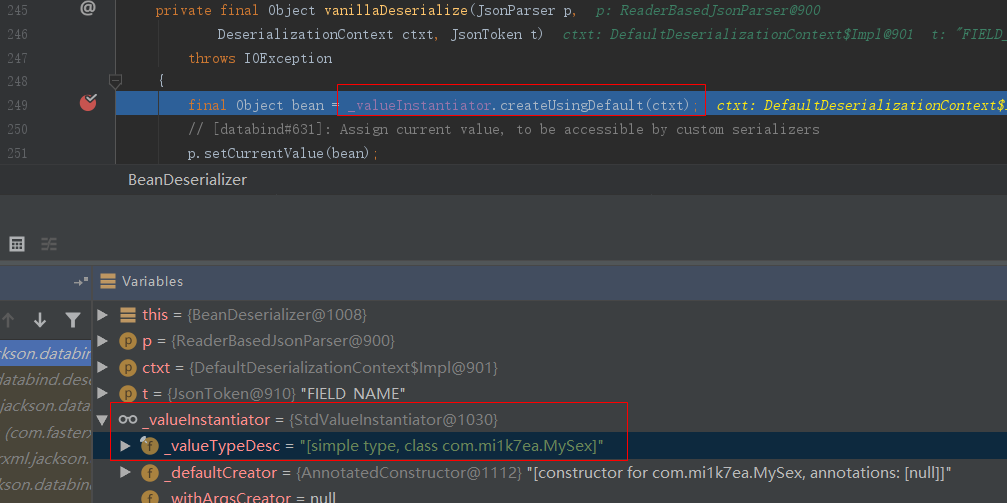 245 @ private final Object vanillaDeserialize(JsonParser p, p: ReaderBasedJsonParser@900
246 DeserializationContext ctxt, JsonToken t) ctxt: DefaultDeserializationContext$Impl@901 t: "FIELD_
247 throws IOException
248 {
249 final Object bean = _valueInstantiator.createUsingDefault(ctxt); ctxt: DefaultDeserializationContext$
250 // [databind#631]: Assign current value, to be accessible by custom serializers
251 p.setCurrentValue(bean);
BeanDeserializer
Variables
this = {BeanDeserializer@1008}
p = {ReaderBasedJsonParser@900}
kson.databin ctxt = {DefaultDeserializationContext$Impl@901}
databind.des t = {JsonToken@910} "FIELD_NAME"
jackson.data _valueInstantiator = {StdValueInstantiator@1030}
(com.faster _valueTypeDesc = "[simple type, class com.mi1k7ea.MySex]"
rxml.jackson. _defaultCreator = {AnnotatedConstructor@1112} "[constructor for com.mi1k7ea.MySex, annotations: [null]]"
ckson.databin _withArgsCreator = null